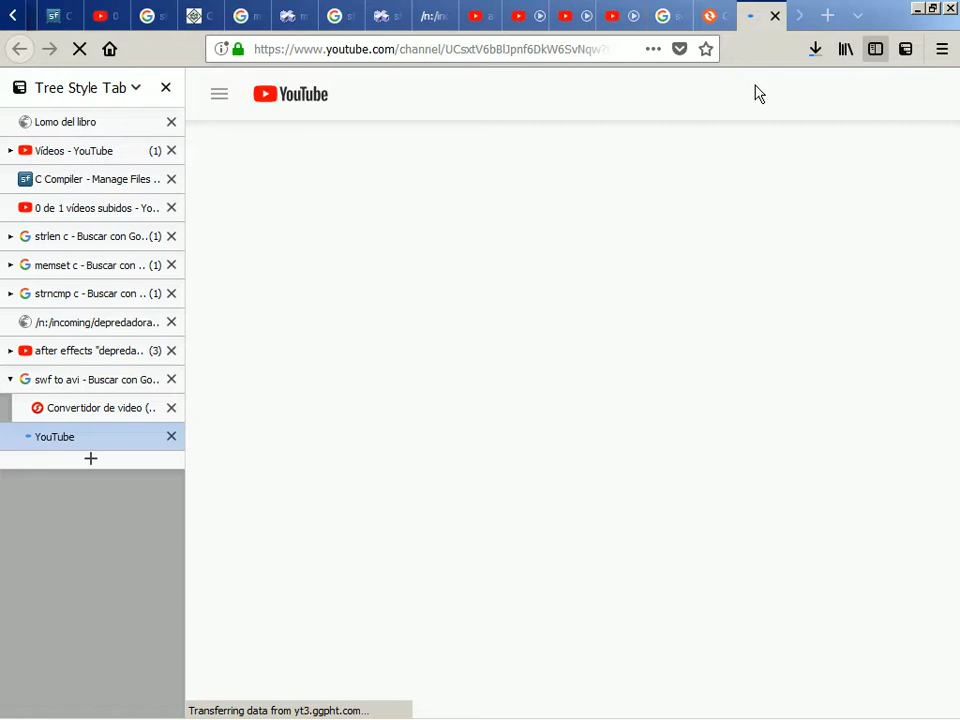 https://www.youtube.com/channel/UCsxtV6bBlJpnf6DkW6SvNqw?
Tree Style Tab
YouTube
Lomo del libro
Vídeos - YouTube (1)
C Compiler - Manage Files ..
0 de 1 vídeos subidos - Yo..
strlen c - Buscar con Go.. (1)
memset c - Buscar con .. (1)
strncmp c - Buscar con .. (1)
/n:/incoming/depredadora..
after effects "depreda.. (3)
swf to avi - Buscar con Go..
Convertidor de video (..
YouTube
Transferring data from yt3.ggpht.com...